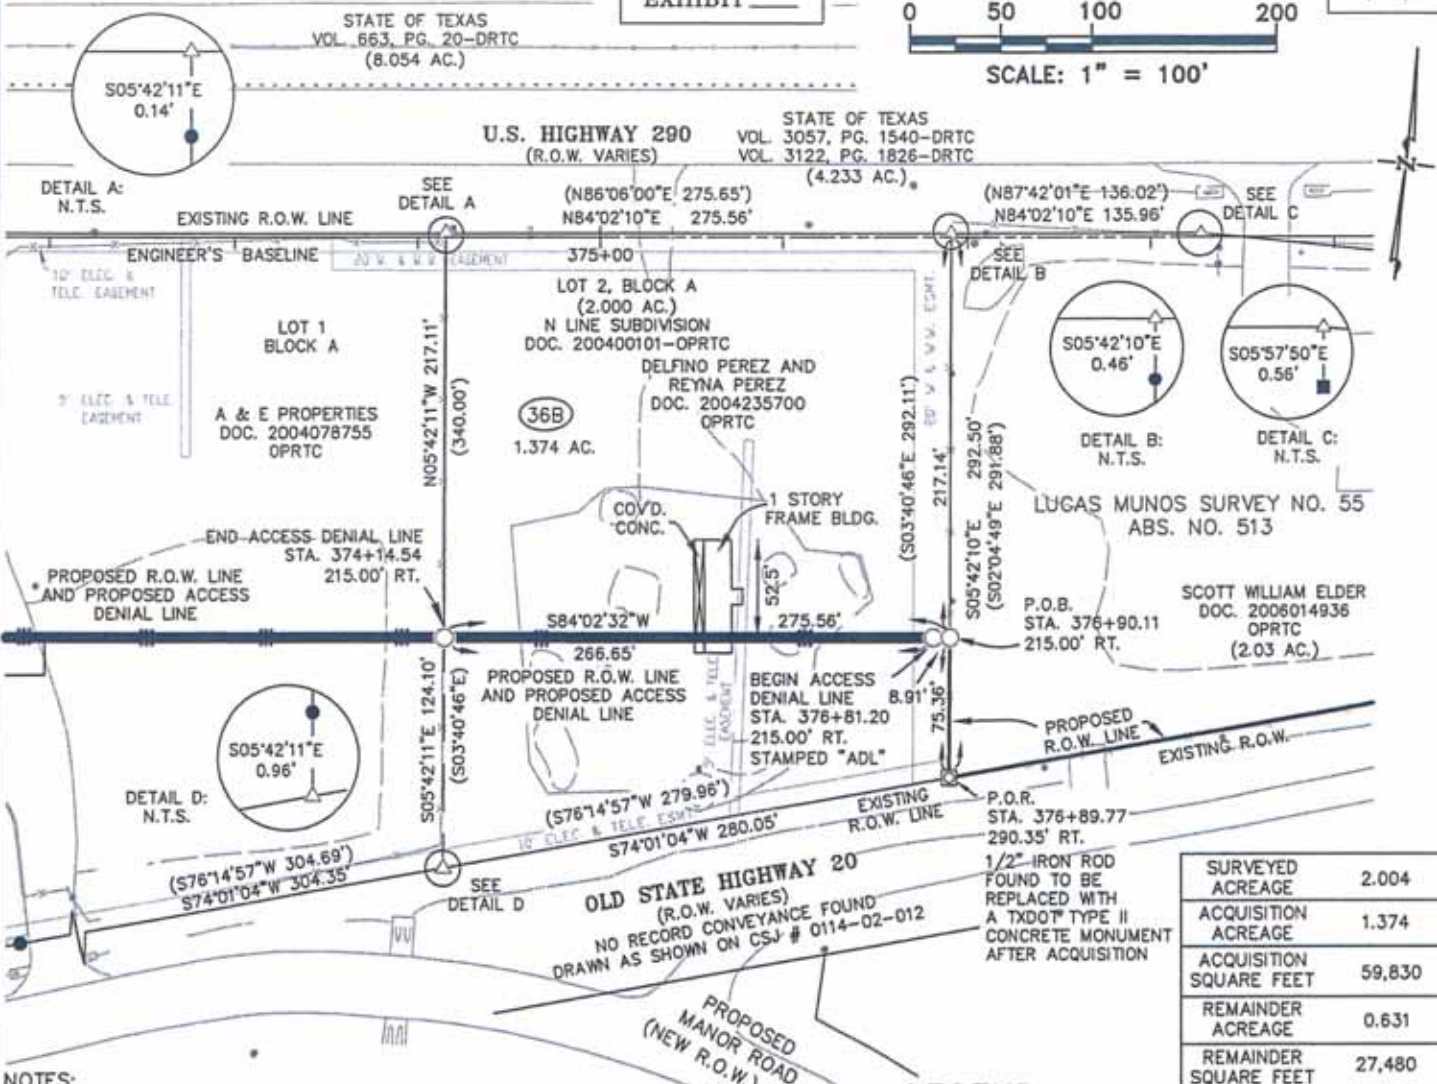 EXHIBIT
STATE OF TEXAS
VOL. 663, PG. 20-DRTC
(8.054 AC.)
0 50 100 200
SCALE: 1" = 100'
S05°42'11"E
0.14'
DETAIL A:
N.T.S.
U.S. HIGHWAY 290
(R.O.W. VARIES)
STATE OF TEXAS
VOL. 3057, PG. 1540-DRTC
VOL. 3122, PG. 1826-DRTC
(4.233 AC.)
N
SEE
DETAIL A
(N86°06'00"E 275.65')
N84°02'10"E 275.56'
(N87°42'01"E 136.02')
N84°02'10"E 135.96'
SEE
DETAIL C
EXISTING R.O.W. LINE
ENGINEER'S BASELINE
20' W. & W.W. EASEMENT
375+00
SEE
DETAIL B
10' ELEC. &
TELE. EASEMENT
LOT 1
BLOCK A
LOT 2, BLOCK A
(2.000 AC.)
N LINE SUBDIVISION
DOC. 200400101-OPRTC
DELFINO PEREZ AND
REYNA PEREZ
DOC. 2004235700
OPRTC
S05°42'10"E
0.46'
DETAIL B:
N.T.S.
S05°57'50"E
0.56'
DETAIL C:
N.T.S.
5' ELEC. & TELE.
EASEMENT
A & E PROPERTIES
DOC. 2004078755
OPRTC
N05°42'11"W 217.11'
(340.00')
36B
1.374 AC.
W. & W.W. ESMT.
(S03°40'46"E 292.11')
217.14'
S05°42'10"E 292.50'
(S02°04'49"E 291.88')
LUCAS MUNOS SURVEY NO. 55
ABS. NO. 513
COV'D.
CONC.
1 STORY
FRAME BLDG.
52.5'
END ACCESS DENIAL LINE
STA. 374+14.54
215.00' RT.
PROPOSED R.O.W. LINE
AND PROPOSED ACCESS
DENIAL LINE
SCOTT WILLIAM ELDER
DOC. 2006014936
OPRTC
(2.03 AC.)
P.O.B.
STA. 376+90.11
215.00' RT.
S84°02'32"W 275.56'
266.65'
PROPOSED R.O.W. LINE
AND PROPOSED ACCESS
DENIAL LINE
5' ELEC. & TELE.
EASEMENT
BEGIN ACCESS
DENIAL LINE
STA. 376+81.20
215.00' RT.
STAMPED "ADL"
8.91'
75.36'
PROPOSED
R.O.W. LINE
EXISTING R.O.W.
S05°42'11"E 124.10'
(S03°40'46"E)
S05°42'11"E
0.96'
DETAIL D:
N.T.S.
(S76°14'57"W 279.96')
10' ELEC. & TELE. ESMT.
S74°01'04"W 280.05'
EXISTING
R.O.W. LINE
P.O.R.
STA. 376+89.77
290.35' RT.
1/2" IRON ROD
FOUND TO BE
REPLACED WITH
A TXDOT TYPE II
CONCRETE MONUMENT
AFTER ACQUISITION
(S76°14'57"W 304.69')
S74°01'04"W 304.35'
SEE
DETAIL D
OLD STATE HIGHWAY 20
(R.O.W. VARIES)
NO RECORD CONVEYANCE FOUND
DRAWN AS SHOWN ON CSJ # 0114-02-012
PROPOSED
MANOR ROAD
(NEW R.O.W.)
SURVEYED
ACREAGE 2.004
ACQUISITION
ACREAGE 1.374
ACQUISITION
SQUARE FEET 59,830
REMAINDER
ACREAGE 0.631
REMAINDER
SQUARE FEET 27,480
NOTES: